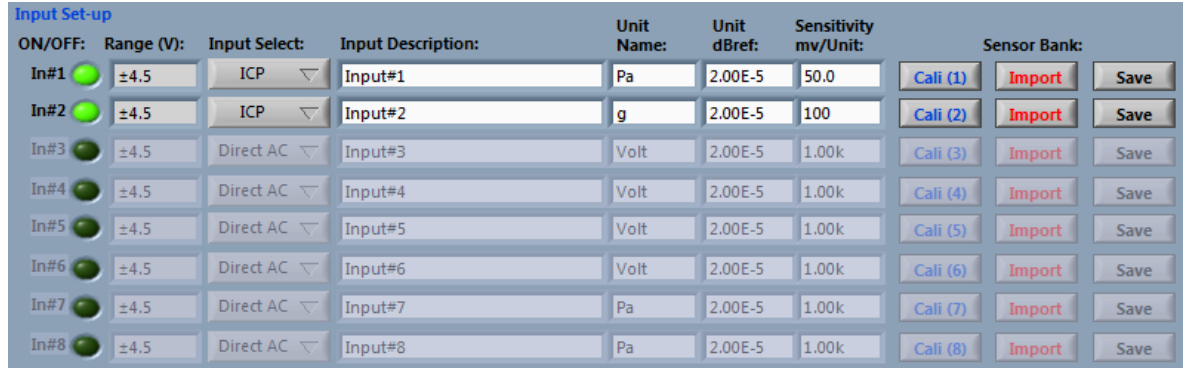 Input Set-up
ON/OFF: Range (V): Input Select: Input Description: Unit Name: Unit dBref: Sensitivity mv/Unit: Sensor Bank:
In#1 ±4.5 ICP Input#1 Pa 2.00E-5 50.0 Cali (1) Import Save
In#2 ±4.5 ICP Input#2 g 2.00E-5 100 Cali (2) Import Save
In#3 ±4.5 Direct AC Input#3 Volt 2.00E-5 1.00k Cali (3) Import Save
In#4 ±4.5 Direct AC Input#4 Volt 2.00E-5 1.00k Cali (4) Import Save
In#5 ±4.5 Direct AC Input#5 Volt 2.00E-5 1.00k Cali (5) Import Save
In#6 ±4.5 Direct AC Input#6 Volt 2.00E-5 1.00k Cali (6) Import Save
In#7 ±4.5 Direct AC Input#7 Pa 2.00E-5 1.00k Cali (7) Import Save
In#8 ±4.5 Direct AC Input#8 Pa 2.00E-5 1.00k Cali (8) Import Save